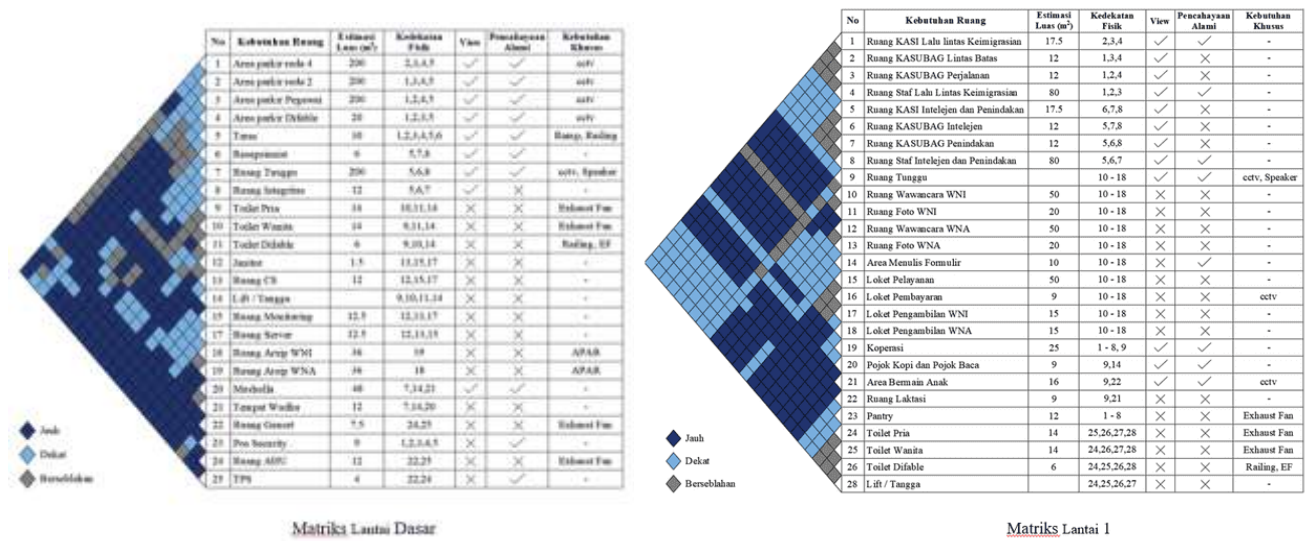 No Kebutuhan Ruang Estimasi Luas (m²) Kedekatan Fisik View Pencahayaan Alami Kebutuhan Khusus
1 Area parkir roda 4 200 2,3,4,5 cctv
2 Area parkir roda 2 200 1,3,4,5 cctv
3 Area parkir Pegawai 200 1,2,4,5 cctv
4 Area parkir Difable 20 1,2,3,5 cctv
5 Teras 1,2,3,4,5,6 Ramp, Railing
6 Resepsionist 6 5,7,8 -
7 Ruang Tunggu 200 5,6,8 cctv, Speaker
8 Ruang Integritas 12 5,6,7 -
9 Toilet Pria 14 10,11,14 Exhaust Fan
10 Toilet Wanita 14 9,11,14 Exhaust Fan
11 Toilet Difable 6 9,10,14 Railing, EF
12 Janitor 1.5 13,15,17 -
13 Ruang CS 12 12,15,17 -
14 Lift / Tangga 9,10,11,14 -
15 Ruang Monitoring 12.5 12,13,17 -
17 Ruang Server 12.5 12,13,15 -
18 Ruang Arsip WNI 36 19 APAR
19 Ruang Arsip WNA 36 18 APAR
20 Musholla 7,14,21 -
21 Tempat Wudhu 12 7,14,20 -
22 Ruang Genset 7.5 24,25 Exhaust Fan
23 Pos Security 9 1,2,3,4,5 -
24 Ruang 12 22,25 Exhaust Fan
25 TPS 4 22,24 -
Jauh
Dekat
Berseblahan
Matriks Lantai Dasar
No Kebutuhan Ruang Estimasi Luas (m²) Kedekatan Fisik View Pencahayaan Alami Kebutuhan Khusus
1 Ruang KASI Lalu lintas Keimigrasian 17.5 2,3,4 ✓ ✓ -
2 Ruang KASUBAG Lintas Batas 12 1,3,4 ✓ × -
3 Ruang KASUBAG Perjalanan 12 1,2,4 ✓ × -
4 Ruang Staf Lalu Lintas Keimigrasian 80 1,2,3 ✓ ✓ -
5 Ruang KASI Intelejen dan Penindakan 17.5 6,7,8 ✓ × -
6 Ruang KASUBAG Intelejen 12 5,7,8 ✓ × -
7 Ruang KASUBAG Penindakan 12 5,6,8 ✓ × -
8 Ruang Staf Intelejen dan Penindakan 80 5,6,7 ✓ ✓ -
9 Ruang Tunggu 10 - 18 ✓ ✓ cctv, Speaker
10 Ruang Wawancara WNI 50 10 - 18 × × -
11 Ruang Foto WNI 20 10 - 18 × × -
12 Ruang Wawancara WNA 50 10 - 18 × × -
13 Ruang Foto WNA 20 10 - 18 × × -
14 Area Menulis Formulir 10 10 - 18 × ✓ -
15 Loket Pelayanan 50 10 - 18 × × -
16 Loket Pembayaran 9 10 - 18 × × cctv
17 Loket Pengambilan WNI 15 10 - 18 × × -
18 Loket Pengambilan WNA 15 10 - 18 × × -
19 Koperasi 25 1 - 8, 9 ✓ ✓ -
20 Pojok Kopi dan Pojok Baca 9 9,14 ✓ ✓ -
21 Area Bermain Anak 16 9,22 ✓ ✓ cctv
22 Ruang Laktasi 9 9,21 × × -
23 Pantry 12 1 - 8 × × Exhaust Fan
24 Toilet Pria 14 25,26,27,28 × × Exhaust Fan
25 Toilet Wanita 14 24,26,27,28 × × Exhaust Fan
26 Toilet Difable 6 24,25,26,28 × × Railing, EF
28 Lift / Tangga 24,25,26,27 × × -
Jauh
Dekat
Berseblahan
Matriks Lantai 1